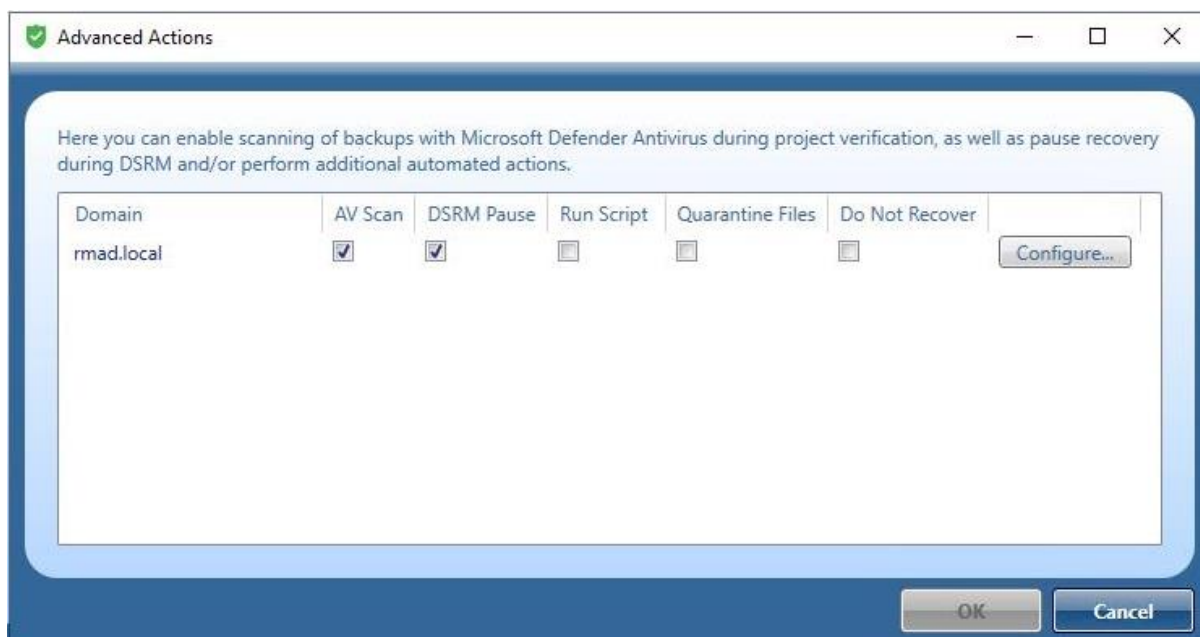 Advanced Actions
Here you can enable scanning of backups with Microsoft Defender Antivirus during project verification, as well as pause recovery
during DSRM and/or perform additional automated actions.
Domain AV Scan DSRM Pause Run Script Quarantine Files Do Not Recover
rmad.local Configure...
OK Cancel